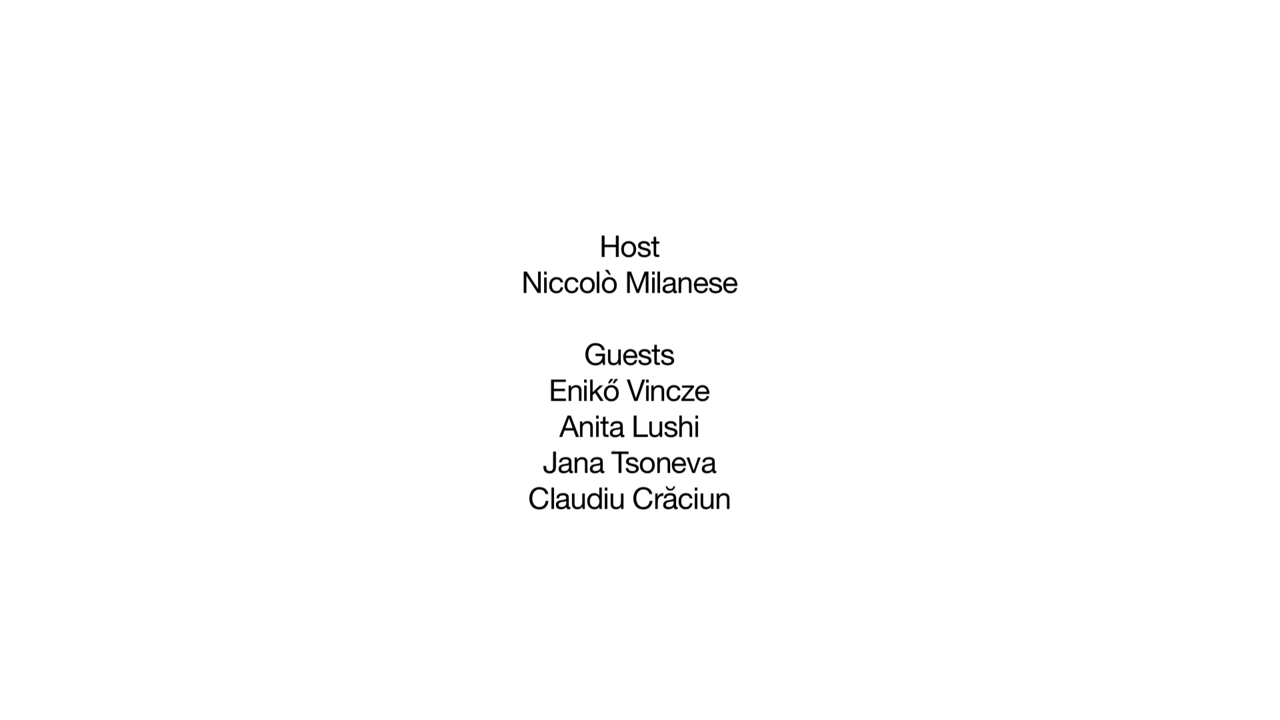 Host
Niccolò Milanese
Guests
Enikő Vincze
Anita Lushi
Jana Tsoneva
Claudiu Crăciun